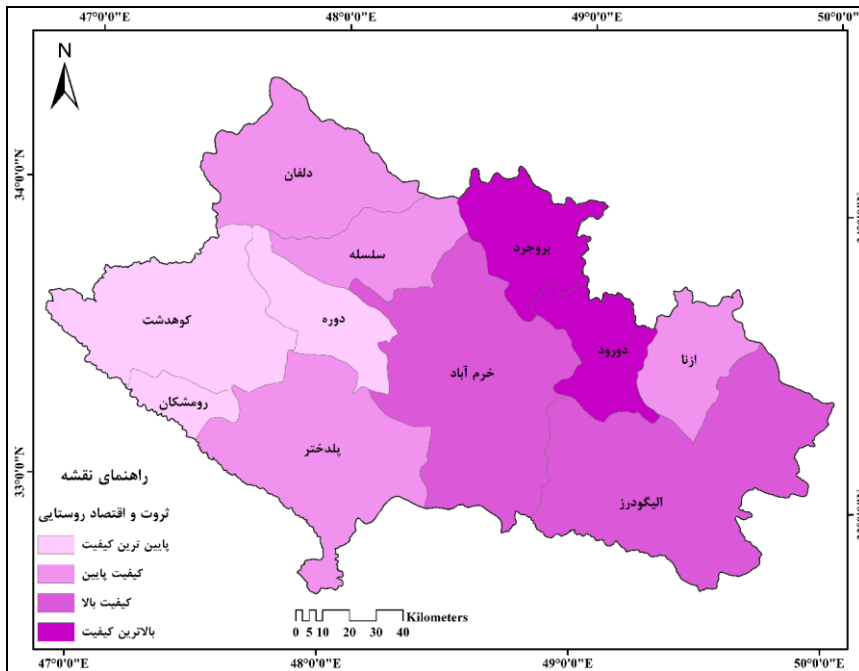 47°0'0"E 48°0'0"E 49°0'0"E 50°0'0"E
N
34°0'0"N
33°0'0"N
دلفان
سلسله
بروجرد
کوهدشت
دوره
دورود
ازنا
خرم آباد
رومشکان
پلدختر
الیگودرز
راهنمای نقشه
ثروت و اقتصاد روستایی
پایین ترین کیفیت
کیفیت پایین
کیفیت بالا
بالاترین کیفیت
Kilometers
0 5 10 20 30 40
47°0'0"E 48°0'0"E 49°0'0"E 50°0'0"E